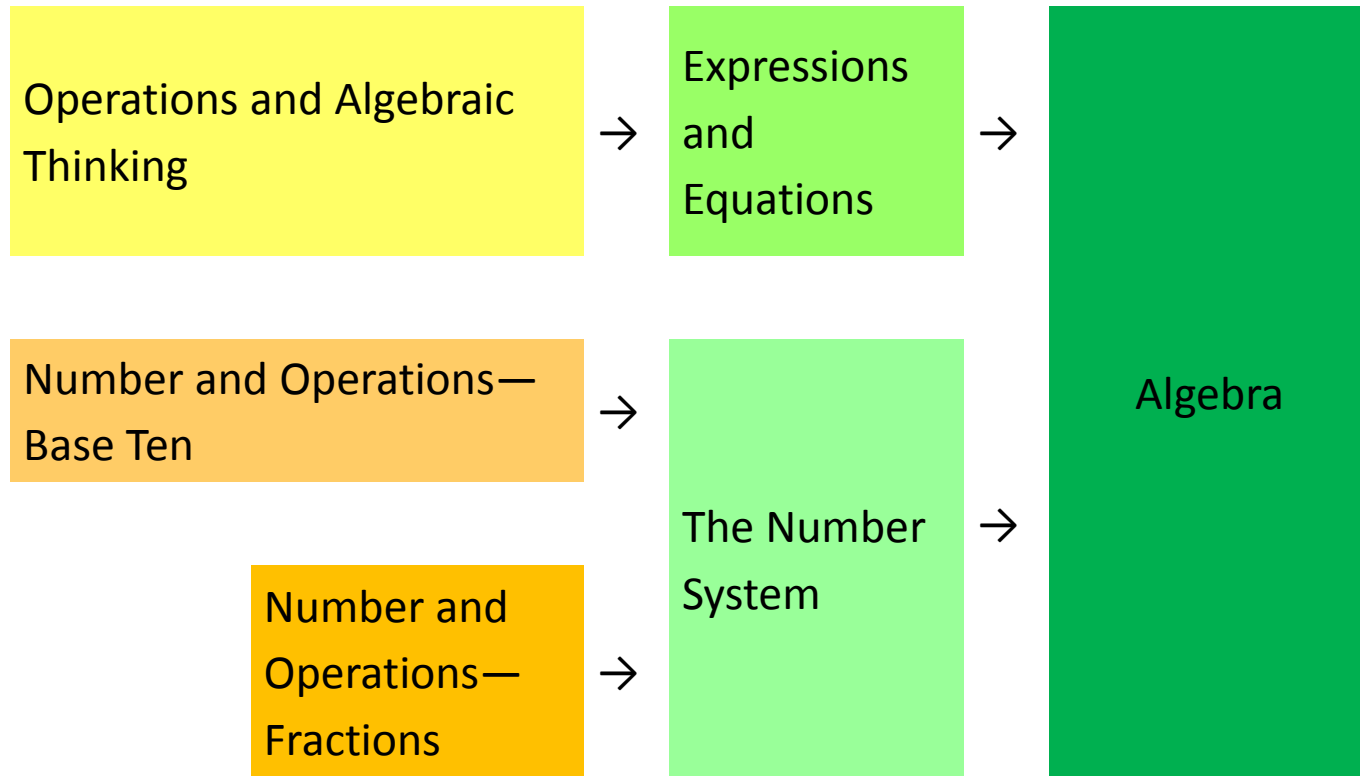 Operations and Algebraic
Thinking
→
Expressions
and
Equations
→
Number and Operations—
Base Ten
→
Number and
Operations—
Fractions
→
The Number
System
→
Algebra